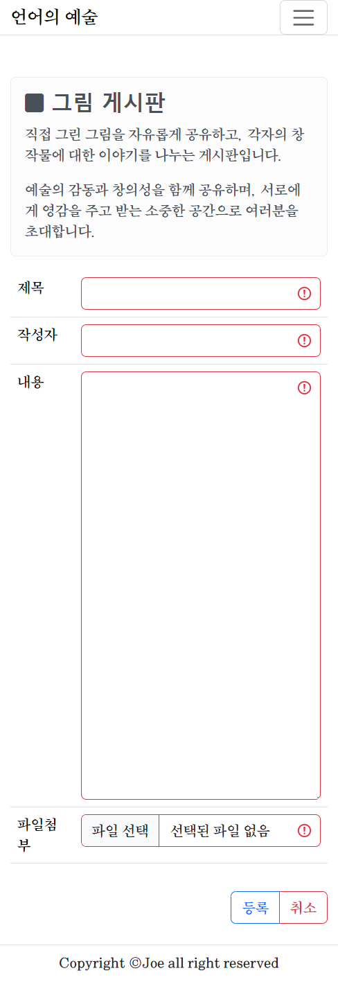 언어의 예술
그림 게시판
직접 그린 그림을 자유롭게 공유하고, 각자의 창
작물에 대한 이야기를 나누는 게시판입니다.
예술의 감동과 창의성을 함께 공유하며, 서로에
게 영감을 주고 받는 소중한 공간으로 여러분을
초대합니다.
제목
작성자
내용
파일첨
부
파일 선택 선택된 파일 없음
등록 취소
Copyright ©Joe all right reserved